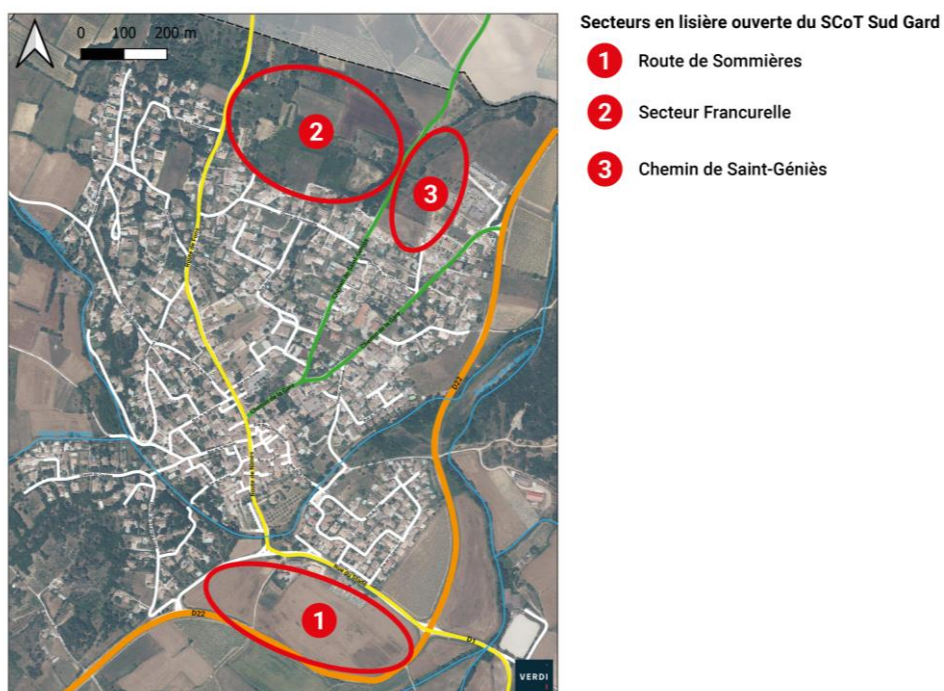 Secteurs en lisière ouverte du SCoT Sud Gard
1 Route de Sommières
2 Secteur Francurelle
3 Chemin de Saint-Géniès
0 100 200 m
2
3
D22
D22
1
D1
VERDI